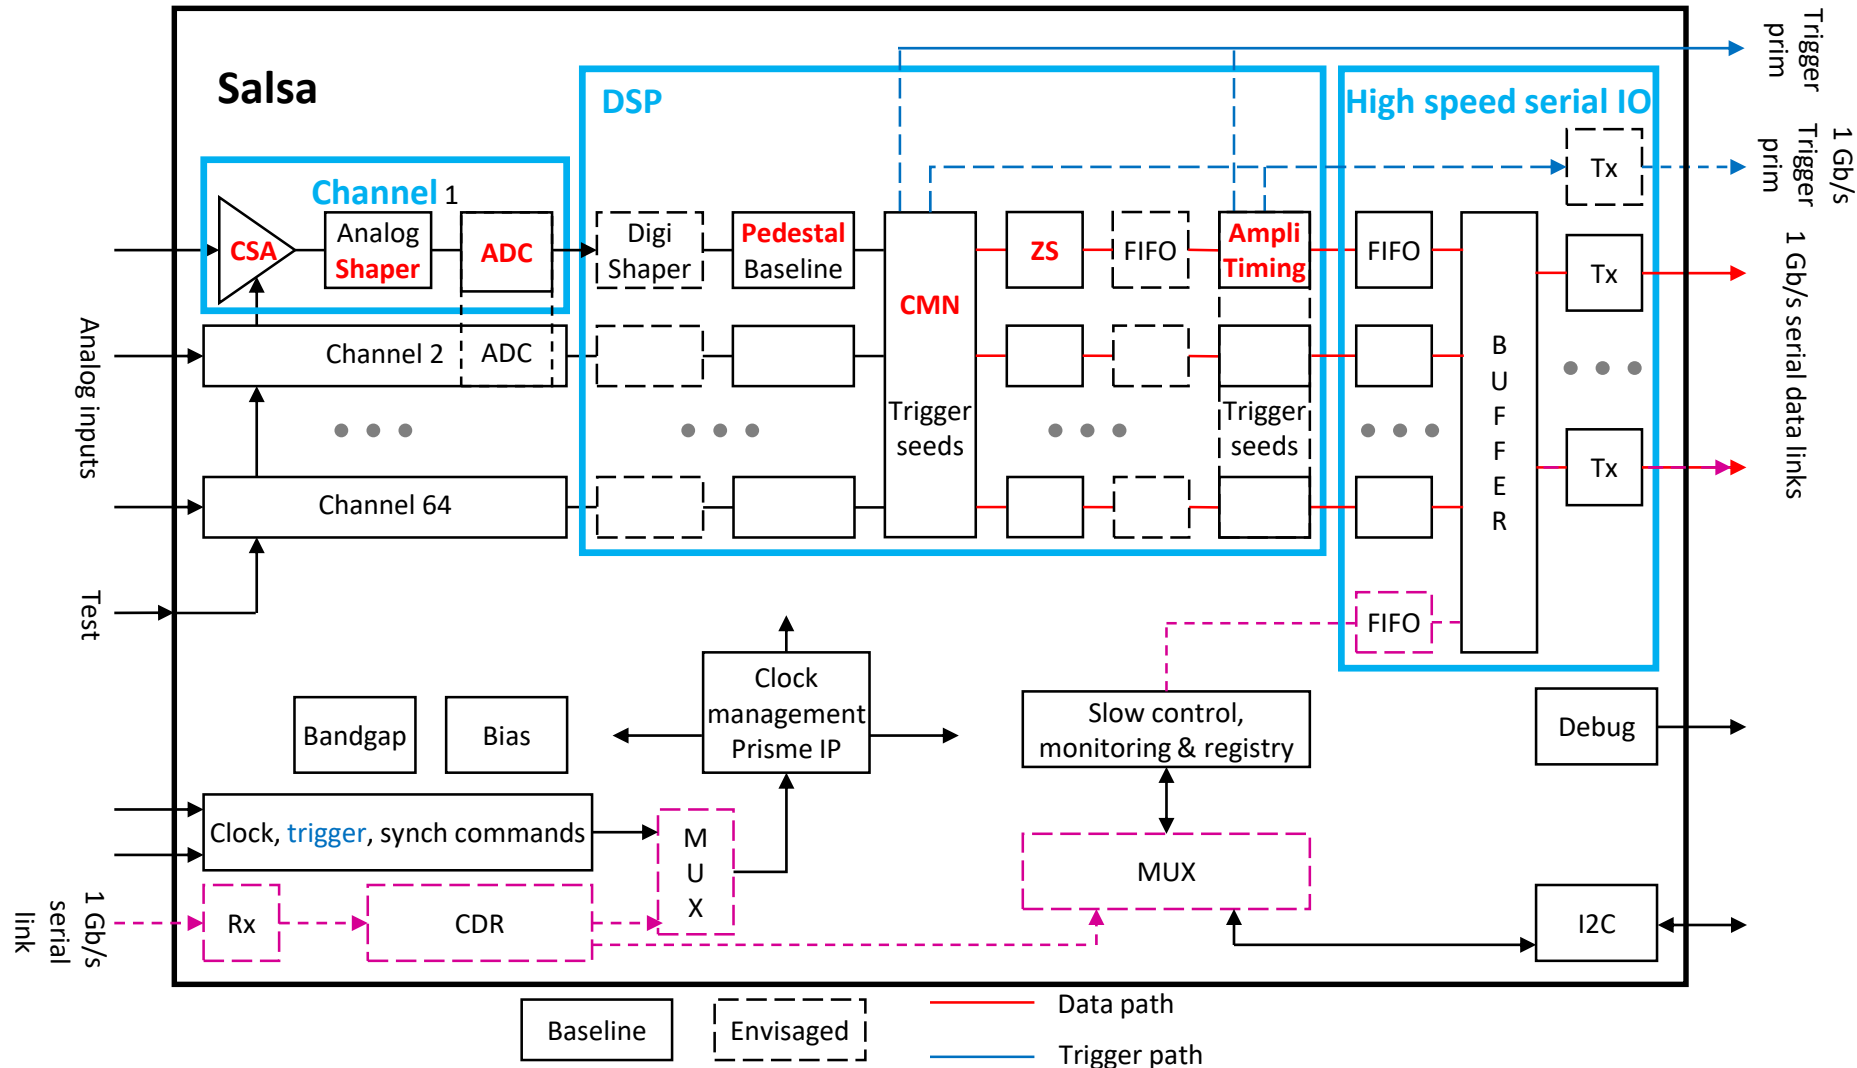 Salsa
DSP
High speed serial IO
Trigger
prim
1 Gb/s
Trigger
prim
1 Gb/s serial data links
Channel 1
CSA
Analog
Shaper
ADC
Digi
Shaper
Pedestal
Baseline
CMN
Trigger
seeds
ZS
FIFO
Ampli
Timing
FIFO
Tx
Tx
Tx
BUFFER
Analog inputs
Channel 2
ADC
Trigger
seeds
Channel 64
Test
FIFO
Clock
management
Prisme IP
Bandgap
Bias
Slow control,
monitoring & registry
Debug
Clock, trigger, synch commands
MUX
MUX
1 Gb/s
serial
link
Rx
CDR
I2C
Baseline
Envisaged
Data path
Trigger path